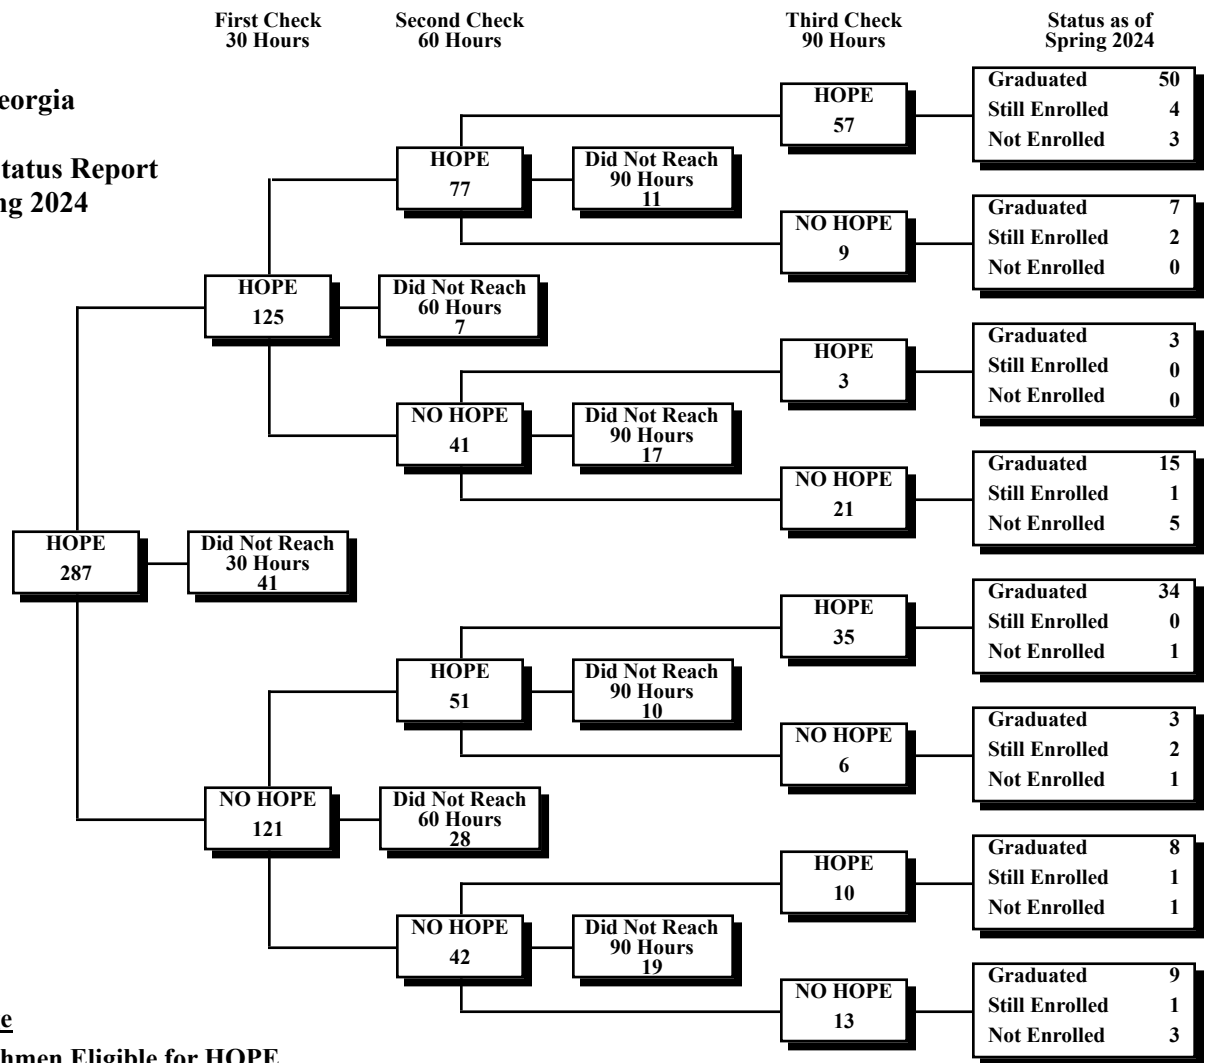 First Check
30 Hours
Second Check
60 Hours
Third Check
90 Hours
Status as of
Spring 2024
eorgia
tatus Report
ng 2024
HOPE
57
Graduated 50
Still Enrolled 4
Not Enrolled 3
HOPE
77
Did Not Reach
90 Hours
11
NO HOPE
9
Graduated 7
Still Enrolled 2
Not Enrolled 0
HOPE
125
Did Not Reach
60 Hours
7
HOPE
3
Graduated 3
Still Enrolled 0
Not Enrolled 0
NO HOPE
41
Did Not Reach
90 Hours
17
NO HOPE
21
Graduated 15
Still Enrolled 1
Not Enrolled 5
HOPE
287
Did Not Reach
30 Hours
41
HOPE
35
Graduated 34
Still Enrolled 0
Not Enrolled 1
HOPE
51
Did Not Reach
90 Hours
10
NO HOPE
6
Graduated 3
Still Enrolled 2
Not Enrolled 1
NO HOPE
121
Did Not Reach
60 Hours
28
HOPE
10
Graduated 8
Still Enrolled 1
Not Enrolled 1
NO HOPE
42
Did Not Reach
90 Hours
19
NO HOPE
13
Graduated 9
Still Enrolled 1
Not Enrolled 3
e
hmen Eligible for HOPE